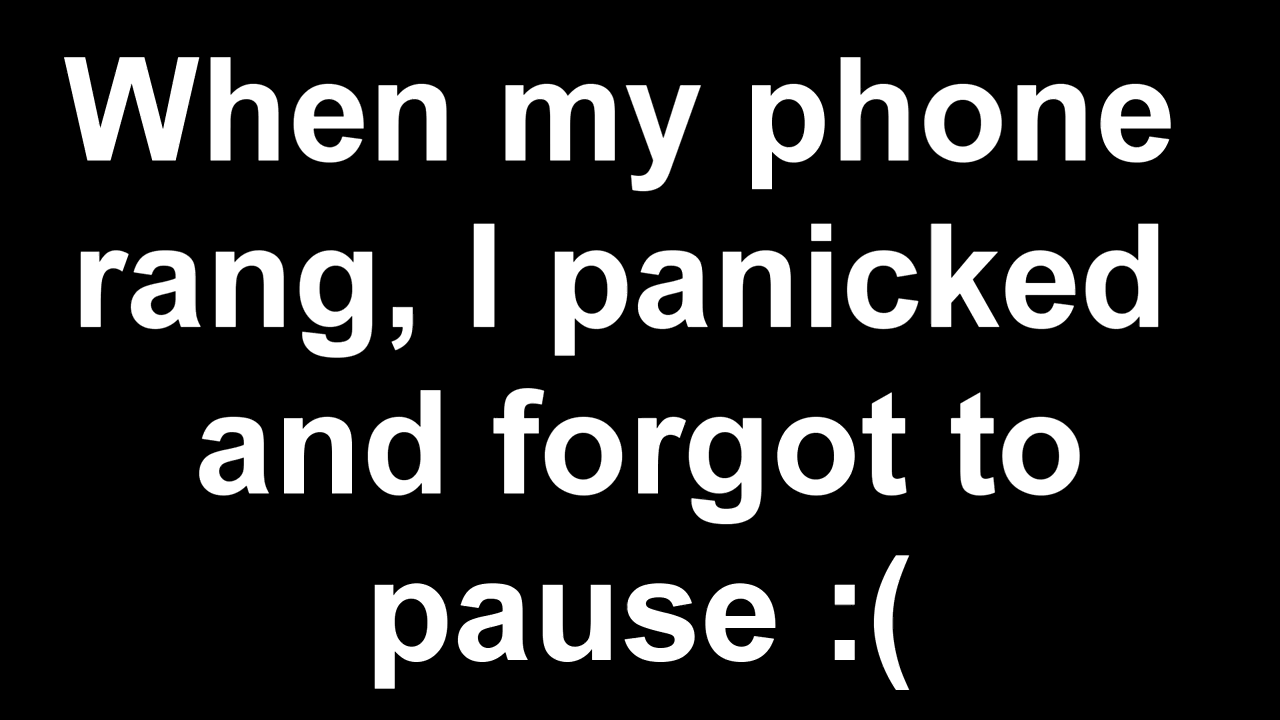 When my phone
rang, I panicked
and forgot to
pause :(